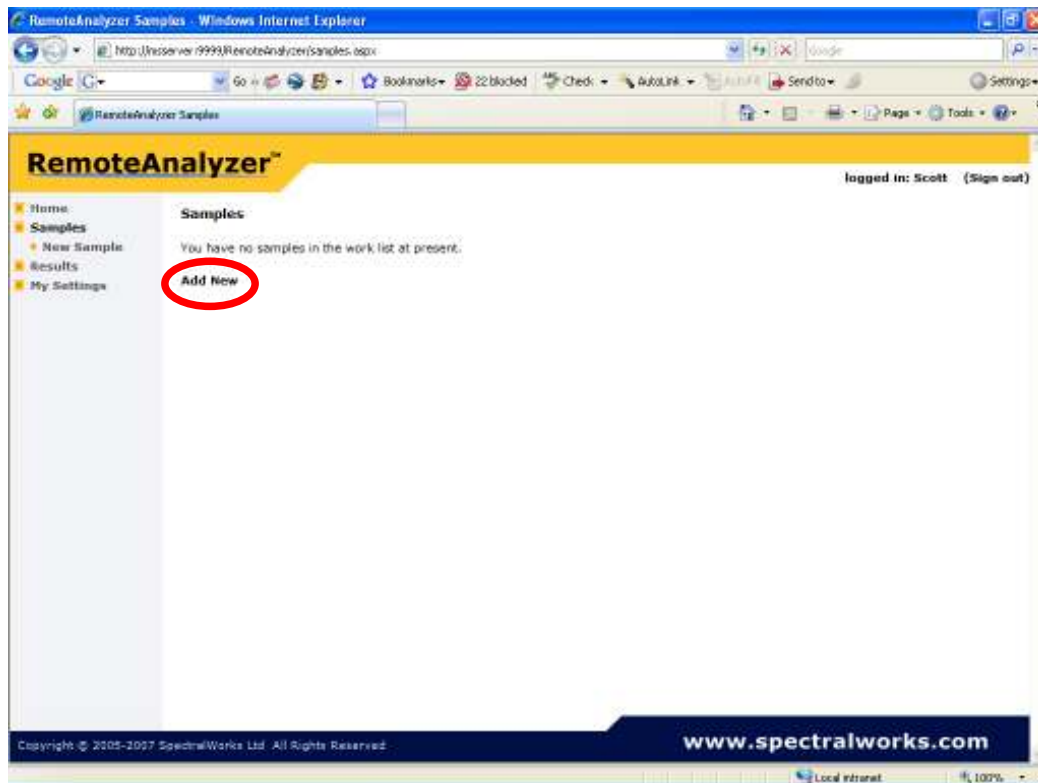 RemoteAnalyzer Samples - Windows Internet Explorer
Google
Google G Go Bookmarks 22 blocked Check AutoLink Send to Settings
RemoteAnalyzer Samples Page Tools
RemoteAnalyzer™
logged in: Scott (Sign out)
Home
Samples
New Sample
Results
My Settings
Samples
You have no samples in the work list at present.
Add New
Copyright © 2005-2007 SpectralWorks Ltd All Rights Reserved
www.spectralworks.com
Local intranet 100%